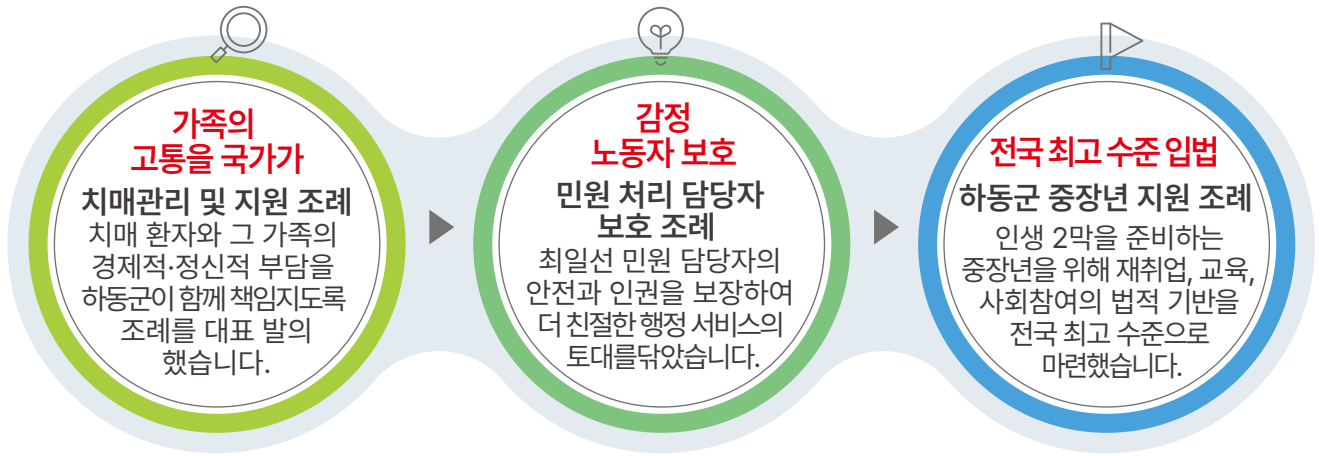 가족의
고통을 국가가
치매관리 및 지원 조례
치매 환자와 그 가족의
경제적·정신적 부담을
하동군이 함께 책임지도록
조례를 대표 발의
했습니다.
감정
노동자 보호
민원 처리 담당자
보호 조례
최일선 민원 담당자의
안전과 인권을 보장하여
더 친절한 행정 서비스의
토대를닦았습니다.
전국 최고 수준 입법
하동군 중장년 지원 조례
인생 2막을 준비하는
중장년을 위해 재취업, 교육,
사회참여의 법적 기반을
전국 최고 수준으로
마련했습니다.